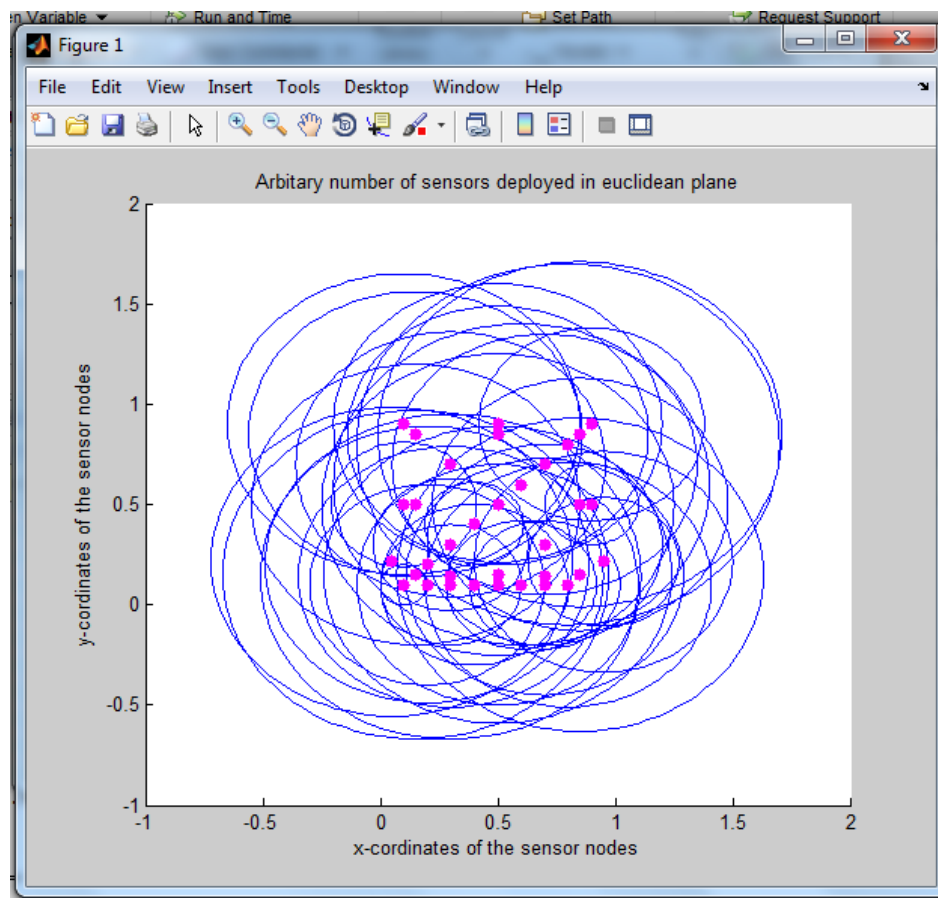 n Variable Run and Time Set Path Request Support
Figure 1
File Edit View Insert Tools Desktop Window Help
Arbitary number of sensors deployed in euclidean plane
2
1.5
1
0.5
0
-0.5
-1
y-cordinates of the sensor nodes
-1 -0.5 0 0.5 1 1.5 2
x-cordinates of the sensor nodes